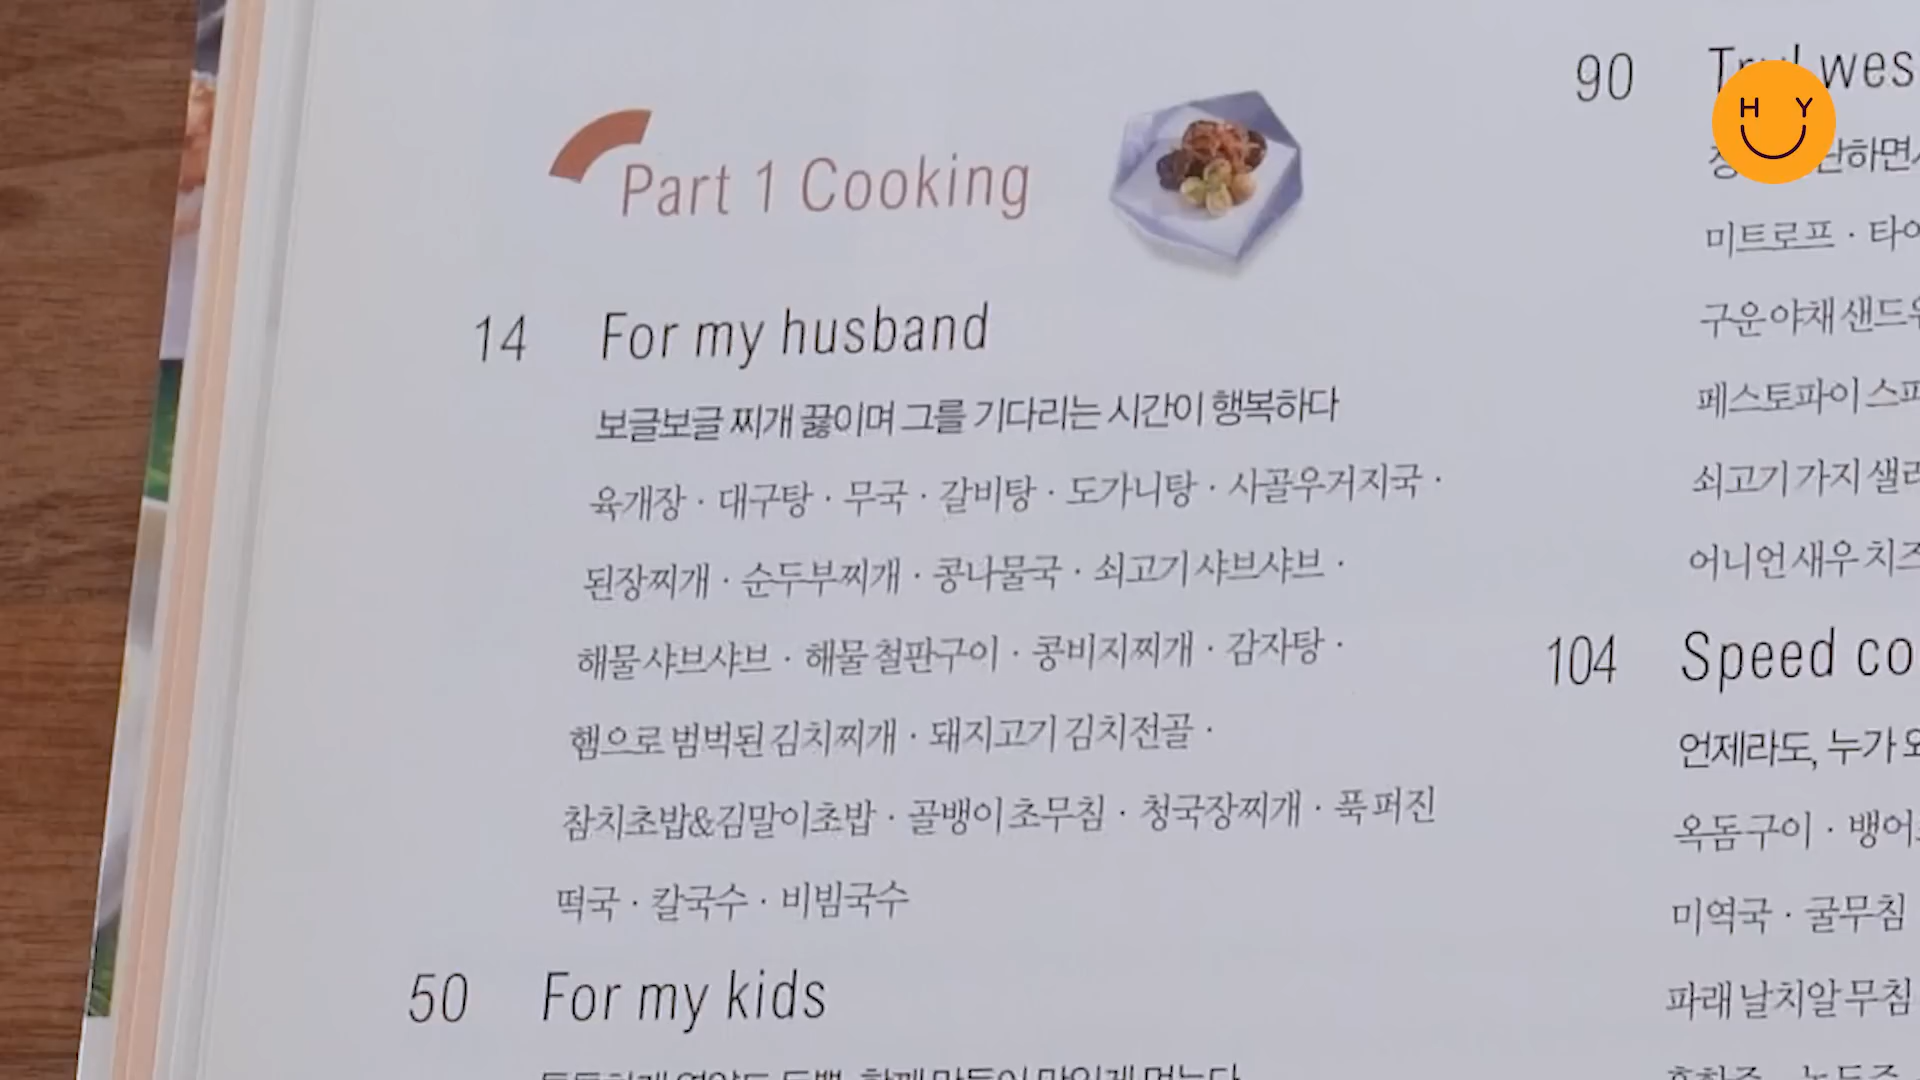 Part 1 Cooking
14 For my husband
보글보글 찌개 끓이며 그를 기다리는 시간이 행복하다
육개장 · 대구탕 · 무국 · 갈비탕 · 도가니탕 · 사골우거지국 ·
된장찌개 · 순두부찌개 · 콩나물국 · 쇠고기 샤브샤브 ·
해물 샤브샤브 · 해물 철판구이 · 콩비지찌개 · 감자탕 ·
햄으로 범벅된 김치찌개 · 돼지고기 김치전골 ·
참치초밥&김말이초밥 · 골뱅이 초무침 · 청국장찌개 · 푹 퍼진
떡국 · 칼국수 · 비빔국수
50 For my kids
90
H Y
미트로프 ·
구운 야채
페스토파이
쇠고기 가지
어니언 새우 치즈
104 Speed
언제라도, 누가
옥돔구이 ·
미역국 · 굴무침
파래 날치알 무침